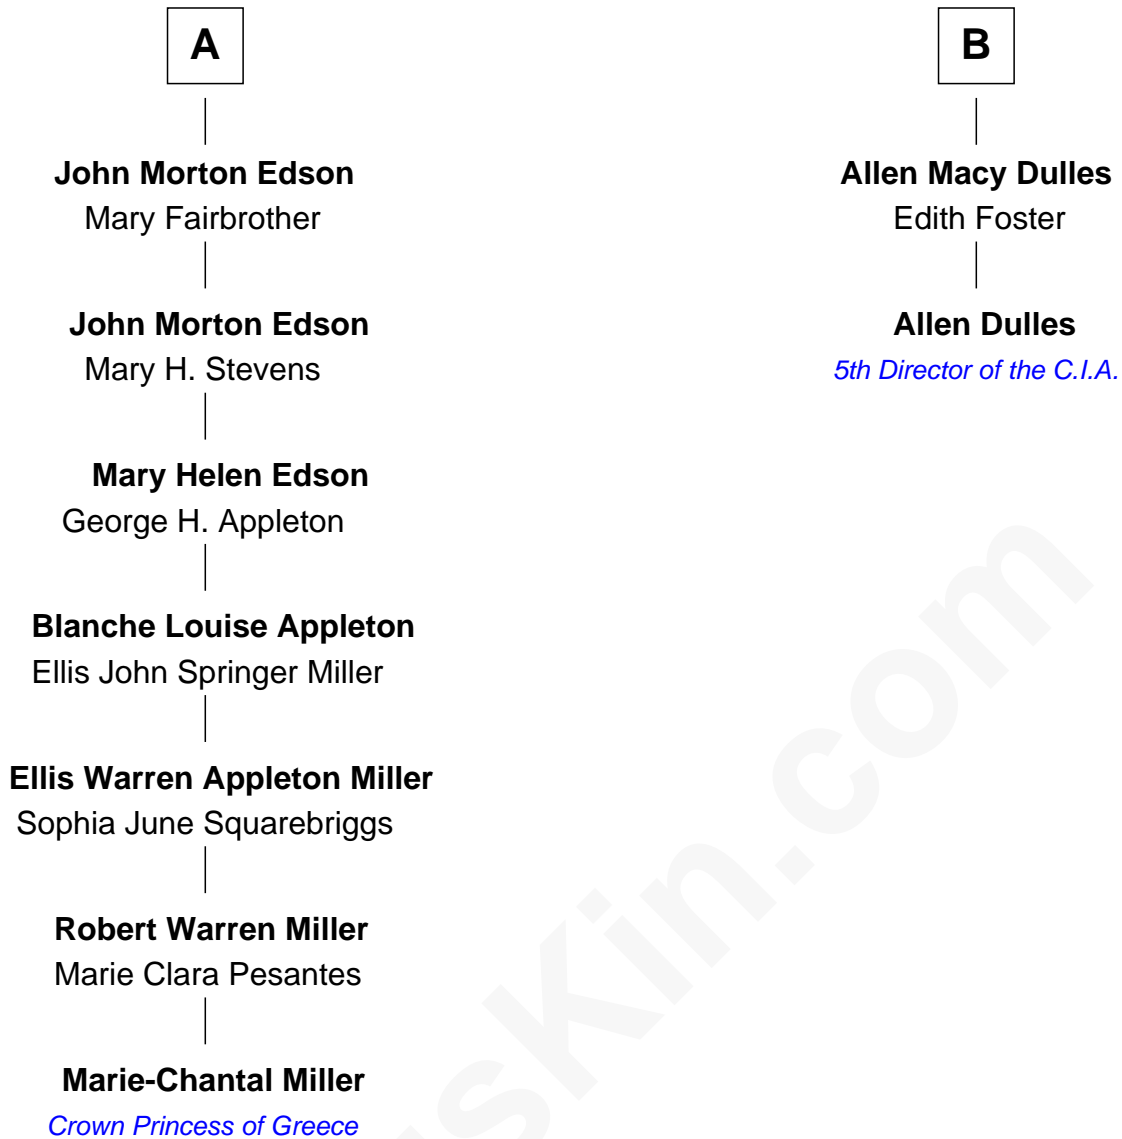 A
John Morton Edson
Mary Fairbrother
John Morton Edson
Mary H. Stevens
Mary Helen Edson
George H. Appleton
Blanche Louise Appleton
Ellis John Springer Miller
Ellis Warren Appleton Miller
Sophia June Squarebriggs
Robert Warren Miller
Marie Clara Pesantes
Marie-Chantal Miller
Crown Princess of Greece
B
Allen Macy Dulles
Edith Foster
Allen Dulles
5th Director of the C.I.A.
sKin.com